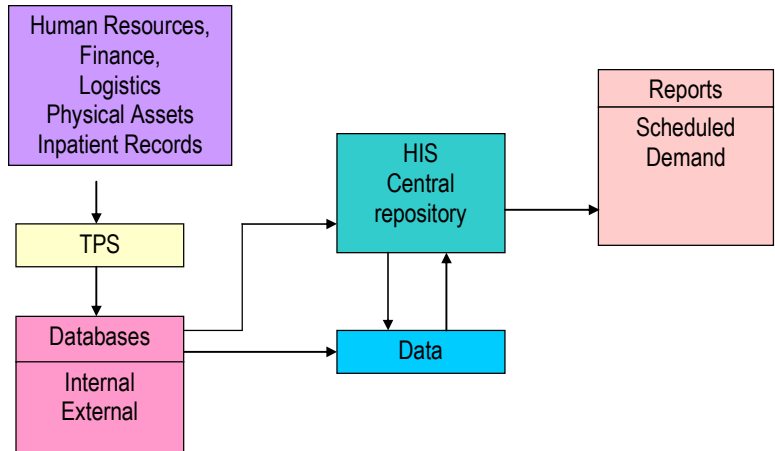 Human Resources,
Finance,
Logistics
Physical Assets
Inpatient Records
TPS
Databases
Internal
External
HIS
Central
repository
Data
Reports
Scheduled
Demand